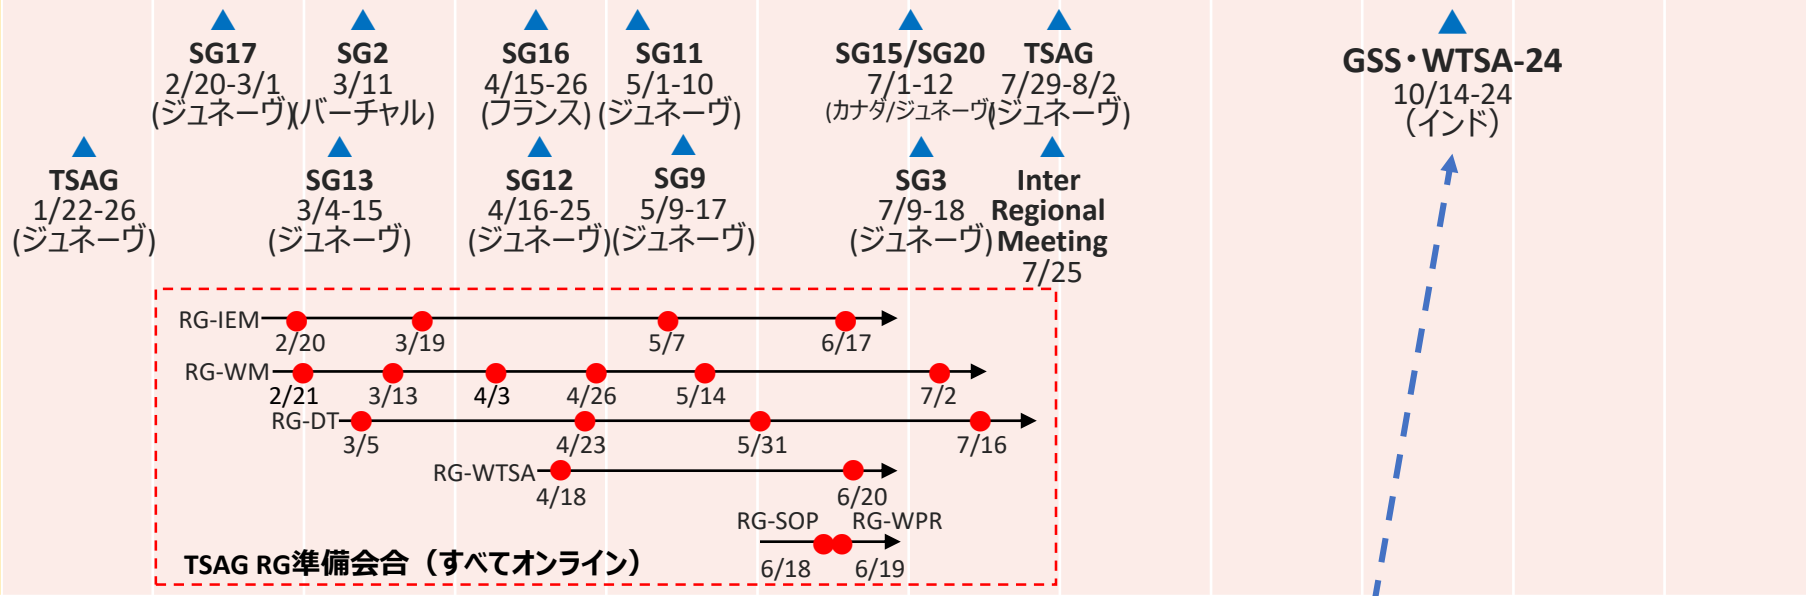 SG17
2/20-3/1
(ジュネーヴ)
SG2
3/11
(バーチャル)
SG16
4/15-26
(フランス)
SG11
5/1-10
(ジュネーヴ)
SG15/SG20
7/1-12
(カナダ/ジュネーヴ)
TSAG
7/29-8/2
(ジュネーヴ)
GSS・WTSA-24
10/14-24
（インド）
TSAG
1/22-26
(ジュネーヴ)
SG13
3/4-15
(ジュネーヴ)
SG12
4/16-25
(ジュネーヴ)
SG9
5/9-17
(ジュネーヴ)
SG3
7/9-18
(ジュネーヴ)
Inter
Regional
Meeting
7/25
RG-IEM
2/20 3/19 5/7 6/17
RG-WM
2/21 3/13 4/3 4/26 5/14 7/2
RG-DT
3/5 4/23 5/31 7/16
RG-WTSA
4/18 6/20
RG-SOP RG-WPR
6/18 6/19
TSAG RG準備会合（すべてオンライン）